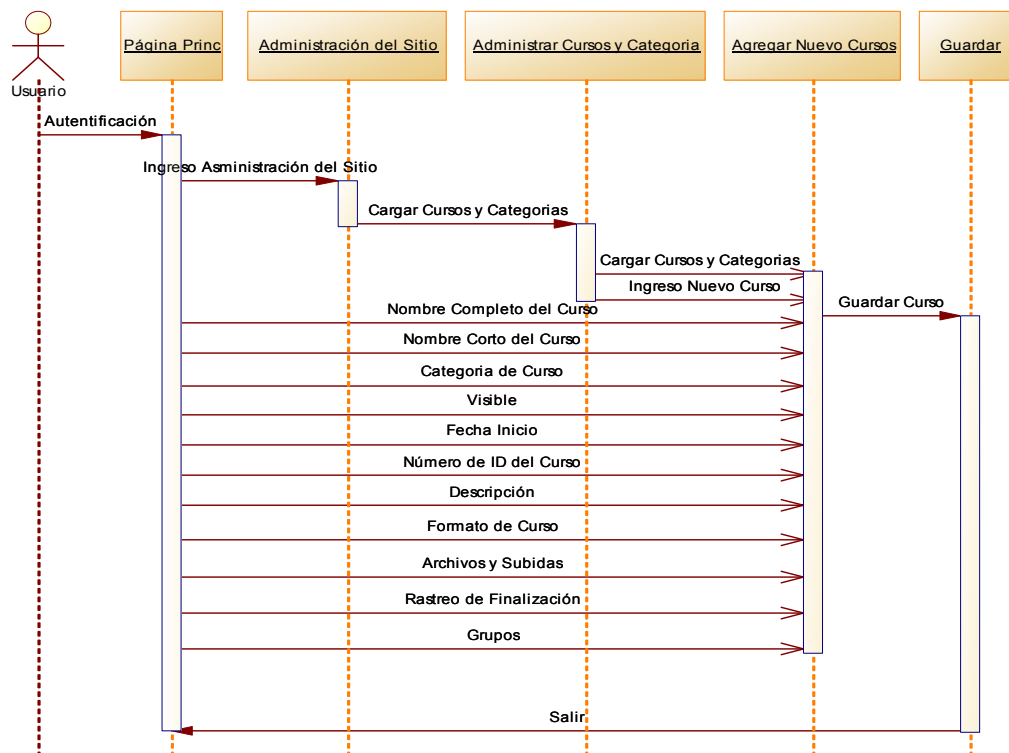 Página Princ
Administración del Sitio
Administrar Cursos y Categoria
Agregar Nuevo Cursos
Guardar
Usuario
Autentificación
Ingreso Asministración del Sitio
Cargar Cursos y Categorias
Cargar Cursos y Categorias
Ingreso Nuevo Curso
Guardar Curso
Nombre Completo del Curso
Nombre Corto del Curso
Categoria de Curso
Visible
Fecha Inicio
Número de ID del Curso
Descripción
Formato de Curso
Archivos y Subidas
Rastreo de Finalización
Grupos
Salir